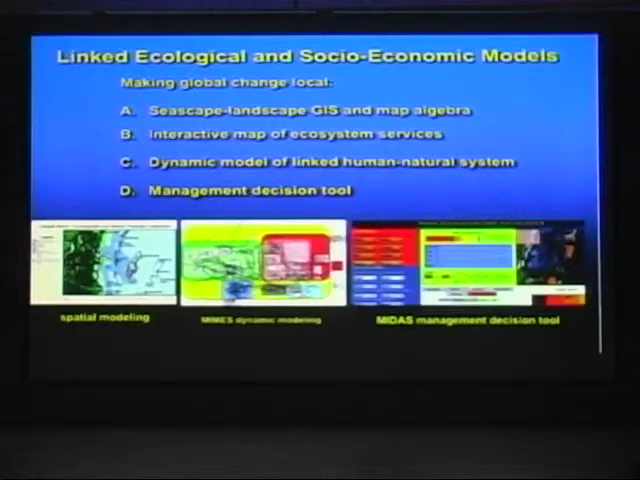 Linked Ecological and Socio-Economic Models
Making global change local:
A. Seascape-landscape GIS and map algebra
B. Interactive map of ecosystem services
C. Dynamic model of linked human-natural system
D. Management decision tool
spatial modeling
MIMES dynamic modeling
MIDAS management decision tool